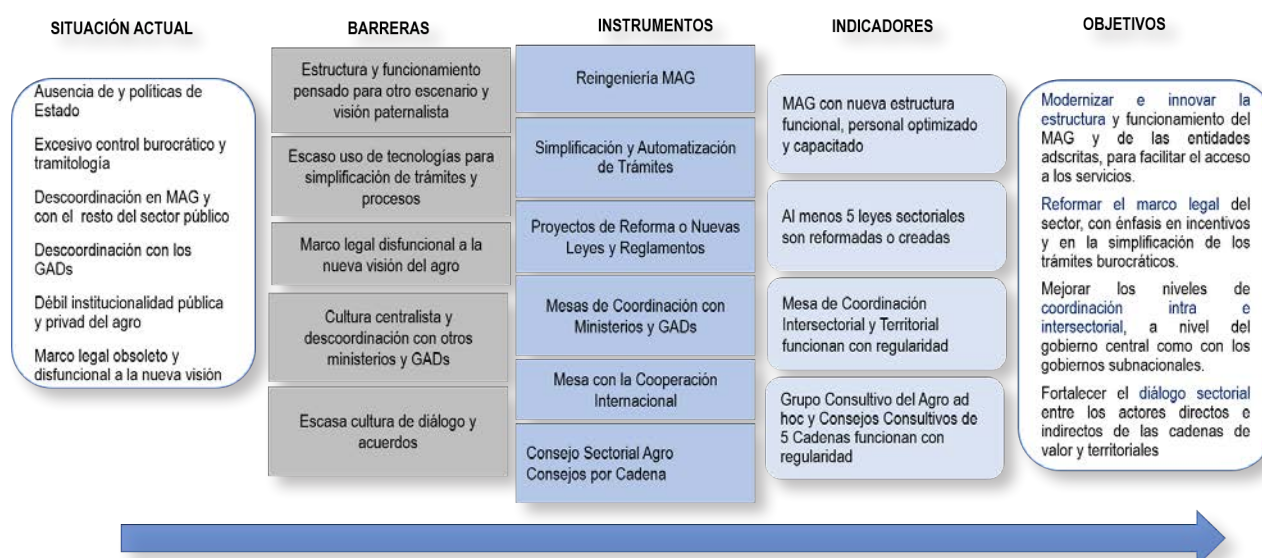 SITUACIÓN ACTUAL
Ausencia de y políticas de
Estado
Excesivo control burocrático y
tramitología
Descoordinación en MAG y
con el resto del sector público
Descoordinación con los
GADs
Débil institucionalidad pública
y privad del agro
Marco legal obsoleto y
disfuncional a la nueva visión
BARRERAS
Estructura y funcionamiento
pensado para otro escenario y
visión paternalista
Escaso uso de tecnologías para
simplificación de trámites y
procesos
Marco legal disfuncional a la
nueva visión del agro
Cultura centralista y
descoordinación con otros
ministerios y GADs
Escasa cultura de diálogo y
acuerdos
INSTRUMENTOS
Reingeniería MAG
Simplificación y Automatización
de Trámites
Proyectos de Reforma o Nuevas
Leyes y Reglamentos
Mesas de Coordinación con
Ministerios y GADs
Mesa con la Cooperación
Internacional
Consejo Sectorial Agro
Consejos por Cadena
INDICADORES
MAG con nueva estructura
funcional, personal optimizado
y capacitado
Al menos 5 leyes sectoriales
son reformadas o creadas
Mesa de Coordinación
Intersectorial y Territorial
funcionan con regularidad
Grupo Consultivo del Agro ad
hoc y Consejos Consultivos de
5 Cadenas funcionan con
regularidad
OBJETIVOS
Modernizar e innovar la
estructura y funcionamiento del
MAG y de las entidades
adscritas, para facilitar el acceso
a los servicios.
Reformar el marco legal del
sector, con énfasis en incentivos
y en la simplificación de los
trámites burocráticos.
Mejorar los niveles de
coordinación intra e
intersectorial, a nivel del
gobierno central como con los
gobiernos subnacionales.
Fortalecer el diálogo sectorial
entre los actores directos e
indirectos de las cadenas de
valor y territoriales